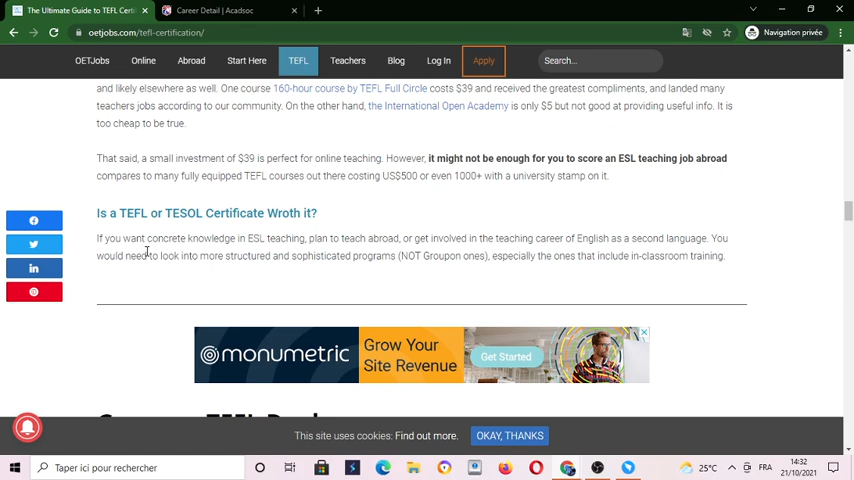 The Ultimate Guide to TEFL Certi
Career Detail | Acadsoc
oetjobs.com/tefl-certification/
Navigation privée
OETJobs Online Abroad Start Here TEFL Teachers Blog Log In Apply Search...
and likely elsewhere as well. One course 160-hour course by TEFL Full Circle costs $39 and received the greatest compliments, and landed many
teachers jobs according to our community. On the other hand, the International Open Academy is only $5 but not good at providing useful info. It is
too cheap to be true.
That said, a small investment of $39 is perfect for online teaching. However, it might not be enough for you to score an ESL teaching job abroad
compares to many fully equipped TEFL courses out there costing US$500 or even 1000+ with a university stamp on it.
Is a TEFL or TESOL Certificate Wroth it?
If you want concrete knowledge in ESL teaching, plan to teach abroad, or get involved in the teaching career of English as a second language. You
would need to look into more structured and sophisticated programs (NOT Groupon ones), especially the ones that include in-classroom training.
monumetric
Grow Your
Site Revenue
Get Started
This site uses cookies: Find out more. OKAY, THANKS
Taper ici pour rechercher
25°C
FRA
14:32
21/10/2021